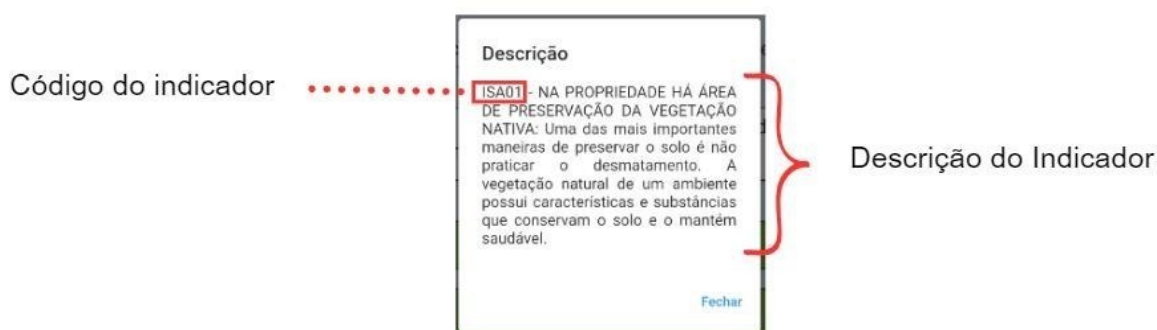 Descrição
Código do indicador
ISA01 - NA PROPRIEDADE HÁ ÁREA
DE PRESERVAÇÃO DA VEGETAÇÃO
NATIVA: Uma das mais importantes
maneiras de preservar o solo é não
praticar o desmatamento. A
vegetação natural de um ambiente
possui características e substâncias
que conservam o solo e o mantém
saudável.
Descrição do Indicador
Fechar